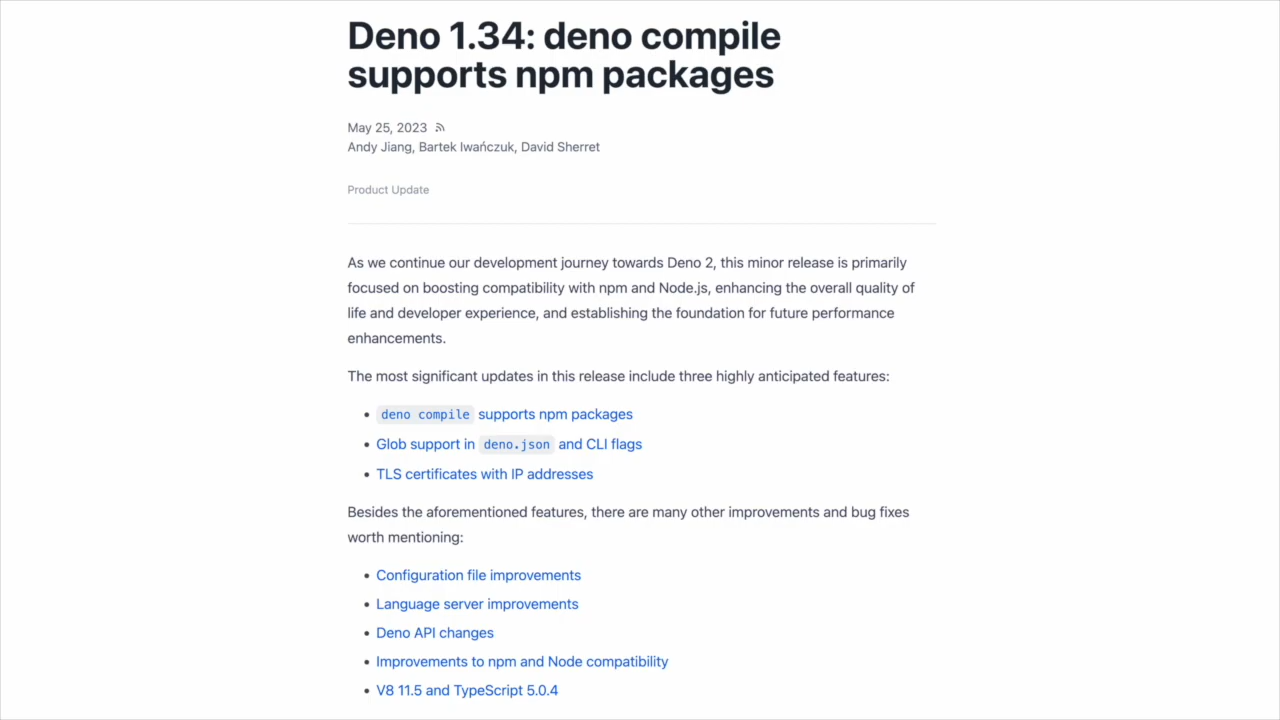 Deno 1.34: deno compile
supports npm packages
May 25, 2023
Andy Jiang, Bartek Iwańczuk, David Sherret
Product Update
As we continue our development journey towards Deno 2, this minor release is primarily
focused on boosting compatibility with npm and Node.js, enhancing the overall quality of
life and developer experience, and establishing the foundation for future performance
enhancements.
The most significant updates in this release include three highly anticipated features:
• deno compile supports npm packages
• Glob support in deno.json and CLI flags
• TLS certificates with IP addresses
Besides the aforementioned features, there are many other improvements and bug fixes
worth mentioning:
• Configuration file improvements
• Language server improvements
• Deno API changes
• Improvements to npm and Node compatibility
• V8 11.5 and TypeScript 5.0.4